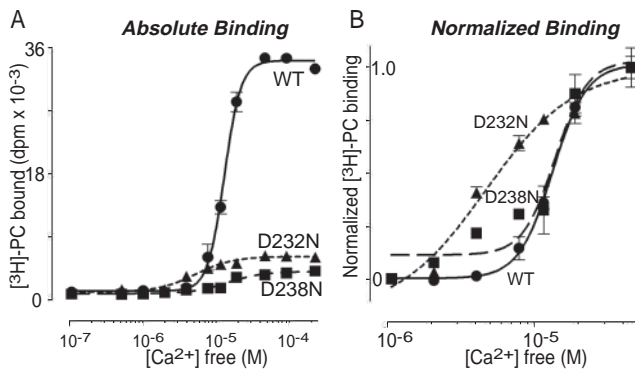 A
Absolute Binding
[3H]-PC bound (dpm x 10-3)
36
18
0
WT
D232N
D238N
10-7
10-6
10-5
10-4
[Ca2+] free (M)
B
Normalized Binding
Normalized [3H]-PC binding
1.0
0
D232N
D238N
WT
10-6
10-5
[Ca2+] free (M)